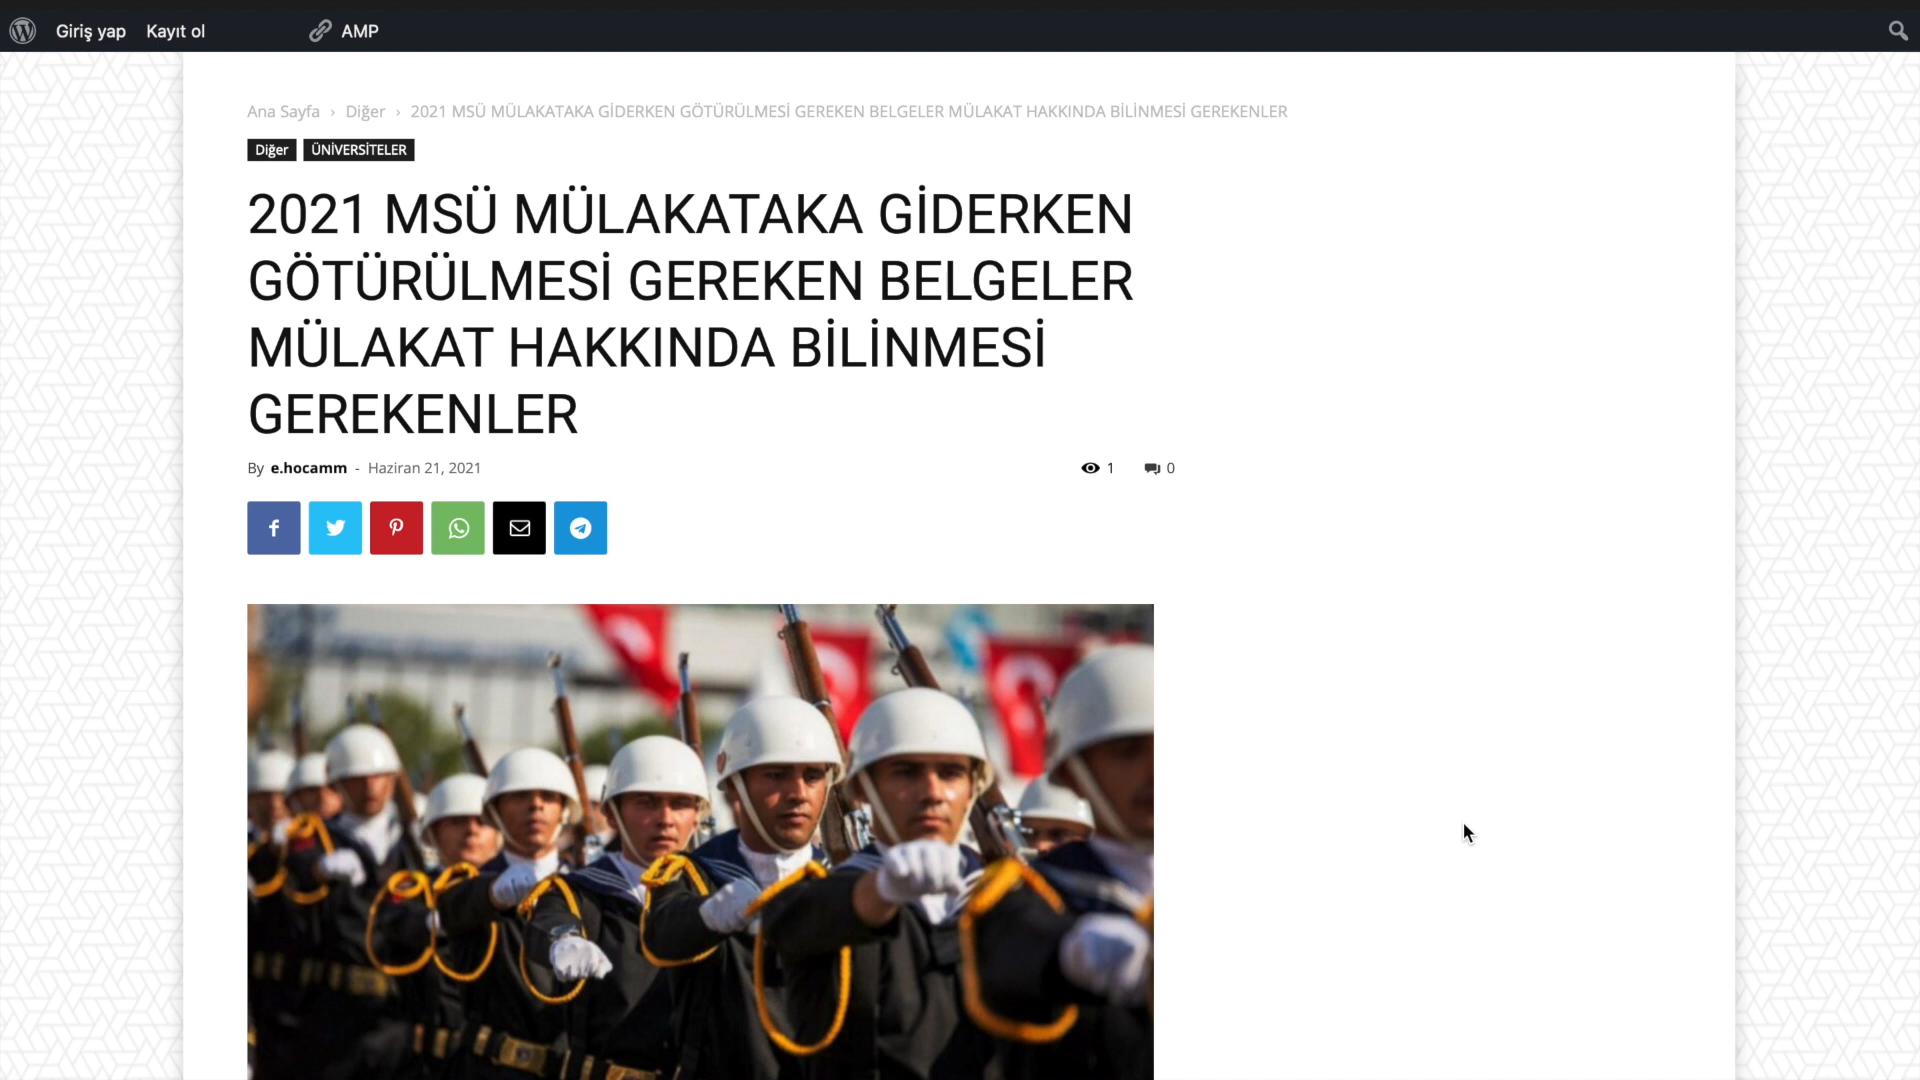 Giriş yap Kayıt ol AMP
Ana Sayfa › Diğer › 2021 MSÜ MÜLAKATAKA GİDERKEN GÖTÜRÜLMESİ GEREKEN BELGELER MÜLAKAT HAKKINDA BİLİNMESİ GEREKENLER
Diğer ÜNİVERSİTELER
2021 MSÜ MÜLAKATAKA GİDERKEN
GÖTÜRÜLMESİ GEREKEN BELGELER
MÜLAKAT HAKKINDA BİLİNMESİ
GEREKENLER
By e.hocamm - Haziran 21, 2021 1 0